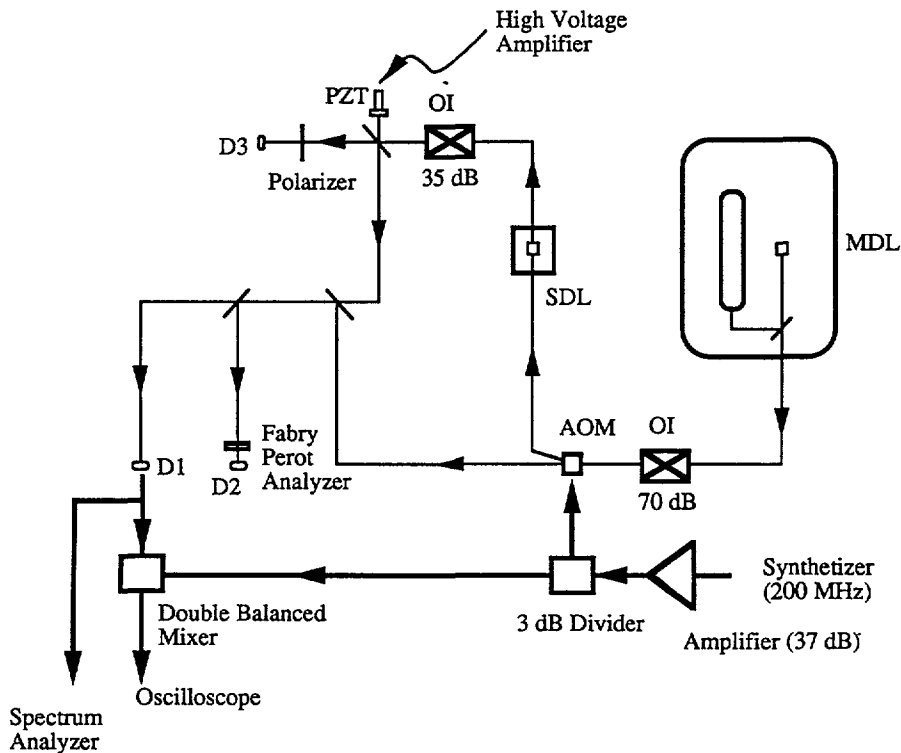 High Voltage
Amplifier
PZT
OI
D3
Polarizer
35 dB
MDL
SDL
AOM
OI
Fabry
Perot
Analyzer
D1
D2
70 dB
Synthetizer
(200 MHz)
Double Balanced
Mixer
3 dB Divider
Amplifier (37 dB)
Oscilloscope
Spectrum
Analyzer